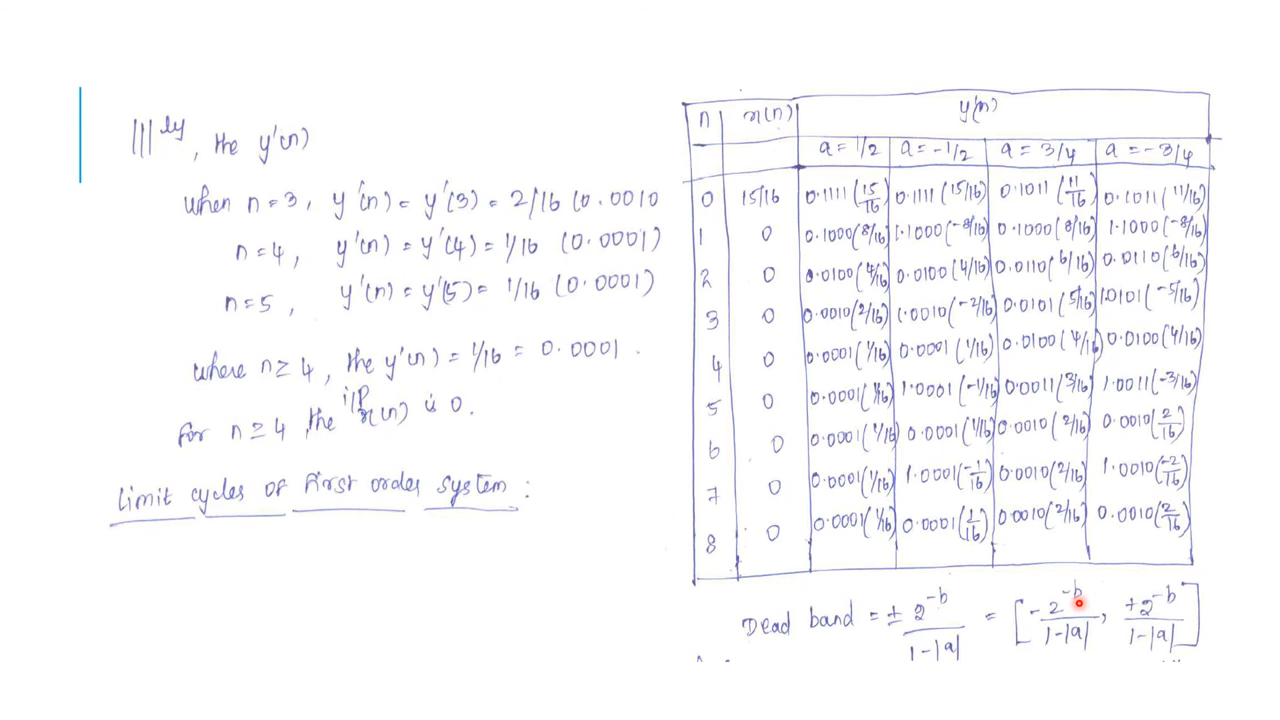 |||ly, the y'(n)
when n=3, y'(n) = y'(3) = 2/16 (0.0010
n=4, y'(n) = y'(4) = 1/16 (0.0001)
n=5, y'(n) = y'(5) = 1/16 (0.0001)
where n≥4, the y'(n) = 1/16 = 0.0001.
For n≥4, the i/p x(n) is 0.
Limit cycles of First order system:
n x(n) y(n)
a = 1/2 a = -1/2 a = 3/4 a = -3/4
0 15/16 0.1111 (15/16) 0.1111 (15/16) 0.1011 (11/16) 0.1011 (11/16)
1 0 0.1000 (8/16) 1.1000 (-8/16) 0.1000 (8/16) 1.1000 (-8/16)
2 0 0.0100 (4/16) 0.0100 (4/16) 0.0110 (6/16) 0.0110 (6/16)
3 0 0.0010 (2/16) 1.0010 (-2/16) 0.0101 (5/16) 1.0101 (-5/16)
4 0 0.0001 (1/16) 0.0001 (1/16) 0.0100 (4/16) 0.0100 (4/16)
5 0 0.0001 (1/16) 1.0001 (-1/16) 0.0011 (3/16) 1.0011 (-3/16)
6 0 0.0001 (1/16) 0.0001 (1/16) 0.0010 (2/16) 0.0010 (2/16)
7 0 0.0001 (1/16) 1.0001 (-1/16) 0.0010 (2/16) 1.0010 (-2/16)
8 0 0.0001 (1/16) 0.0001 (1/16) 0.0010 (2/16) 0.0010 (2/16)
Dead band = ± 2^-b / 1-|a| = [ -2^-b / 1-|a| , +2^-b / 1-|a| ]